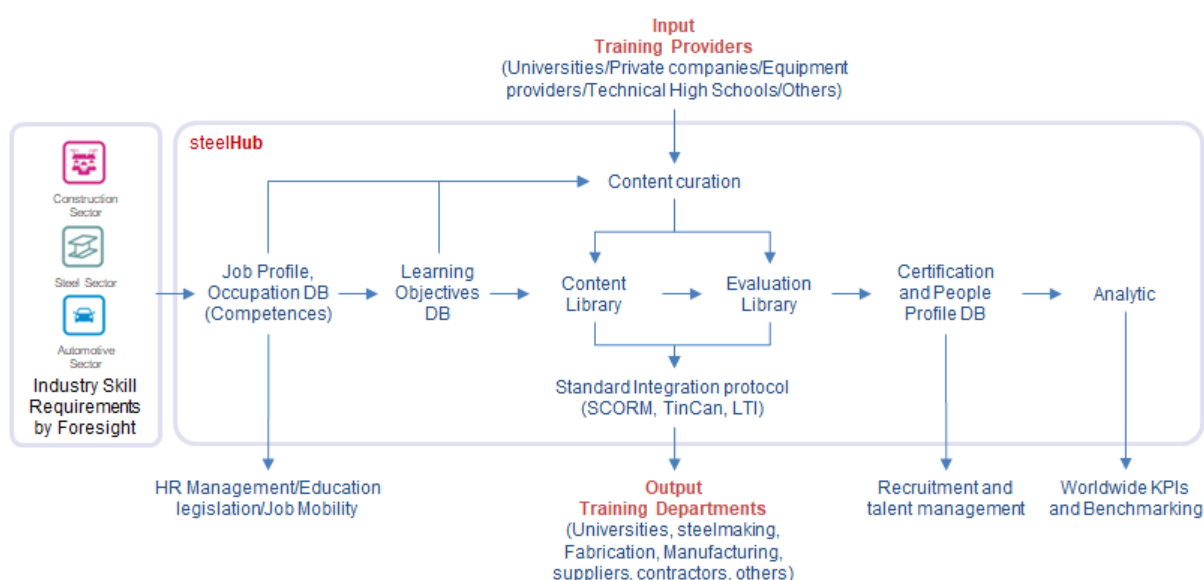 Input
Training Providers
(Universities/Private companies/Equipment
providers/Technical High Schools/Others)
steelHub
Construction
Sector
Steel Sector
Automotive
Sector
Industry Skill
Requirements
by Foresight
Content curation
Job Profile,
Occupation DB
(Competences)
Learning
Objectives
DB
Content
Library
Evaluation
Library
Certification
and People
Profile DB
Analytic
Standard Integration protocol
(SCORM, TinCan, LTI)
HR Management/Education
legislation/Job Mobility
Output
Training Departments
(Universities, steelmaking,
Fabrication, Manufacturing,
suppliers, contractors, others)
Recruitment and
talent management
Worldwide KPIs
and Benchmarking